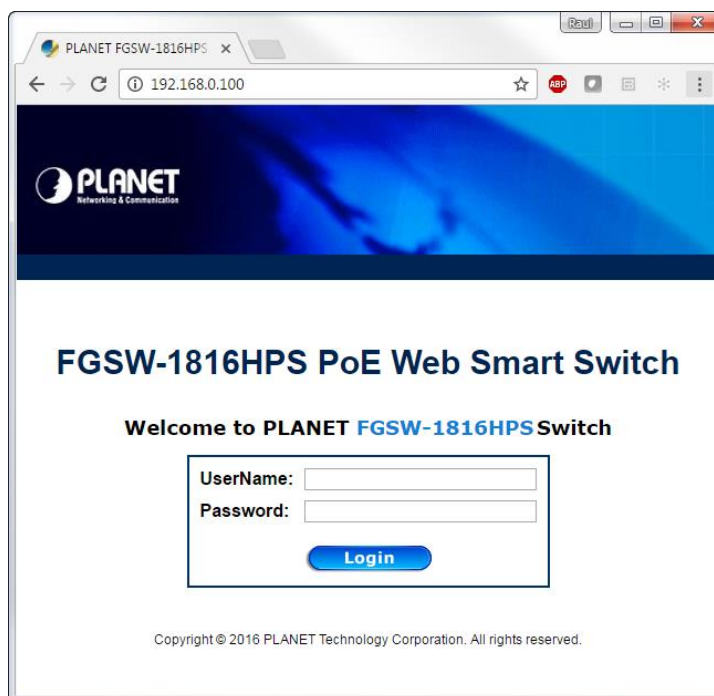 Raul
PLANET FGSW-1816HPS
192.168.0.100
ABP
PLANET
Networking & Communication
FGSW-1816HPS PoE Web Smart Switch
Welcome to PLANET FGSW-1816HPS Switch
UserName:
Password:
Login
Copyright © 2016 PLANET Technology Corporation. All rights reserved.